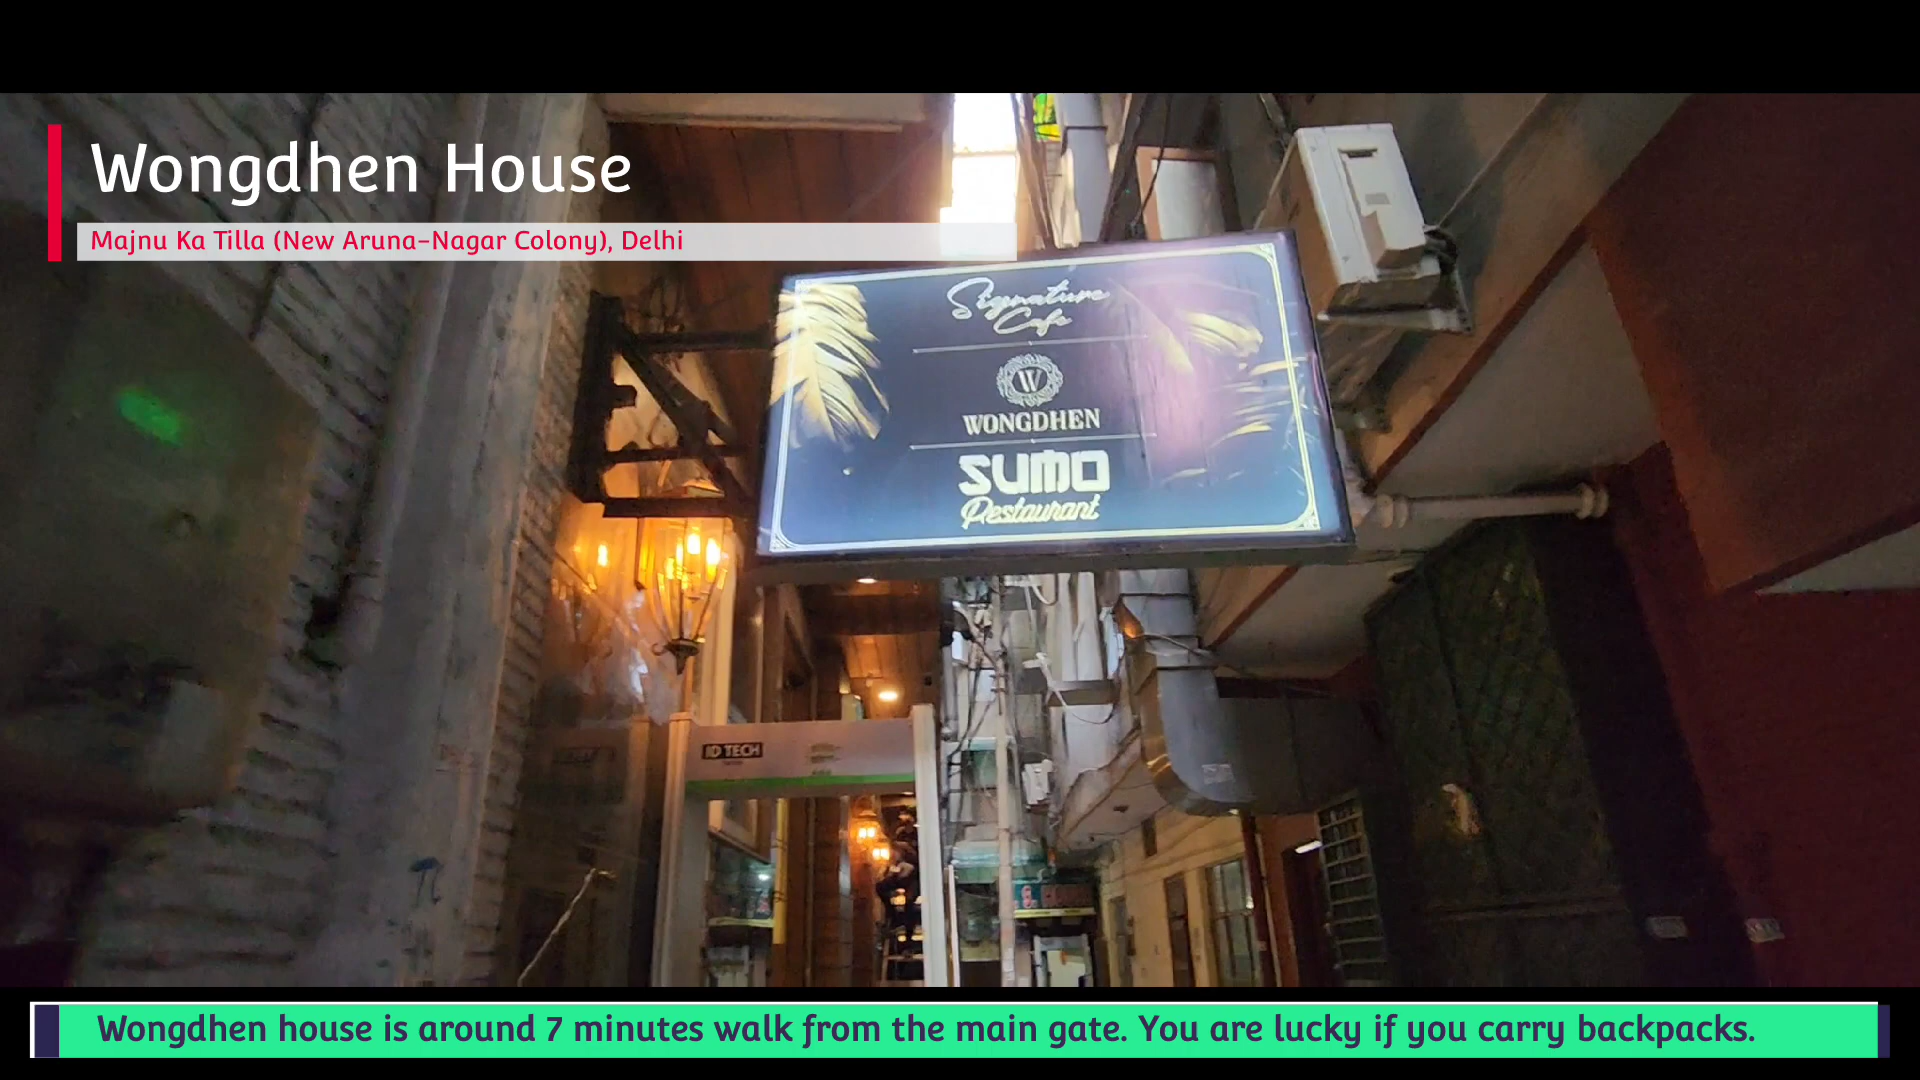 Wongdhen House
Majnu Ka Tilla (New Aruna-Nagar Colony), Delhi
Signature
Cafe
W
WONGDHEN
SUMO
Restaurant
ID TECH
Wongdhen house is around 7 minutes walk from the main gate. You are lucky if you carry backpacks.